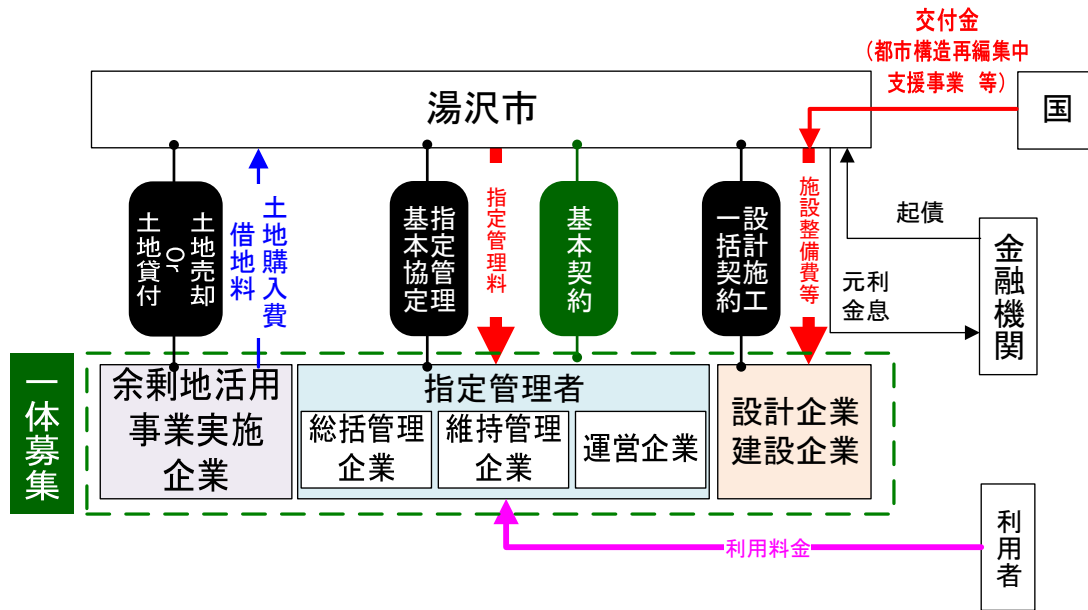 交付金
（都市構造再編集中
支援事業 等）
湯沢市
国
土地売却
Or
土地貸付
土地購入費
借地料
指定管理
基本協定
指定管理料
基本契約
設計施工
一括契約
施設整備費等
起債
元利
金息
金融機関
一体募集
余剰地活用
事業実施
企業
指定管理者
総括管理
企業
維持管理
企業
運営企業
設計企業
建設企業
利用料金
利用者